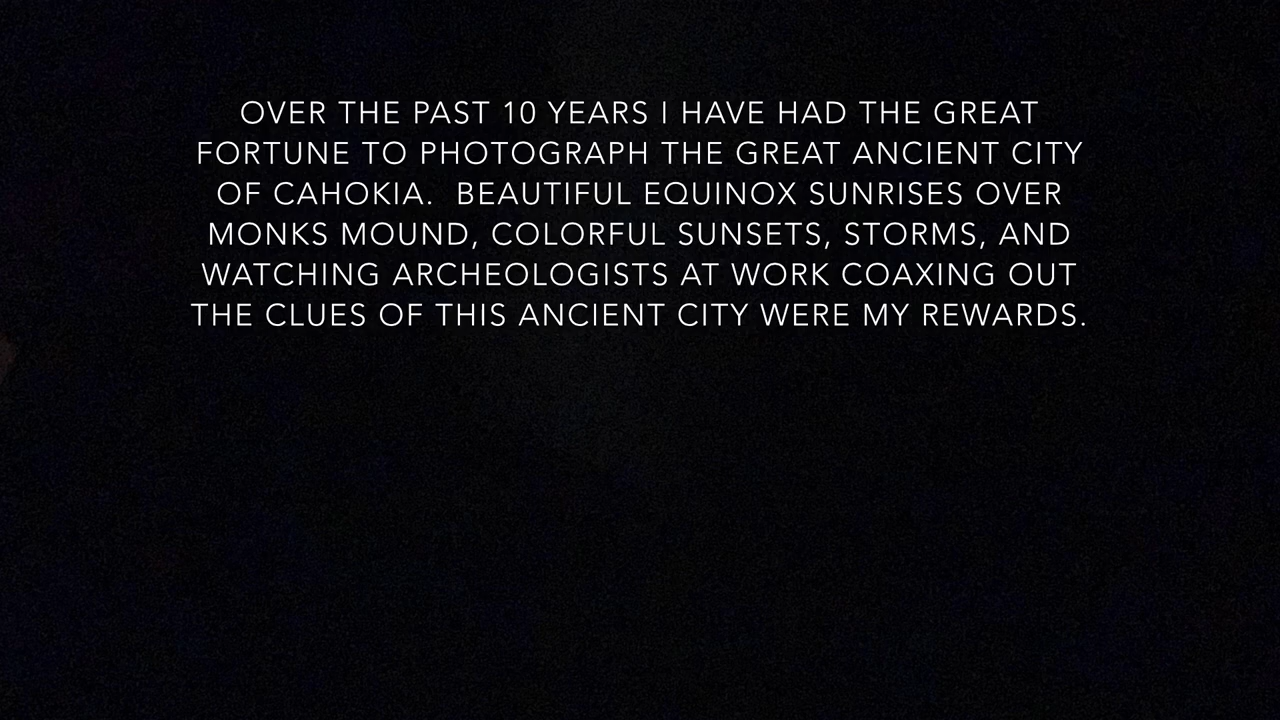 OVER THE PAST 10 YEARS I HAVE HAD THE GREAT
FORTUNE TO PHOTOGRAPH THE GREAT ANCIENT CITY
OF CAHOKIA.  BEAUTIFUL EQUINOX SUNRISES OVER
MONKS MOUND, COLORFUL SUNSETS, STORMS, AND
WATCHING ARCHEOLOGISTS AT WORK COAXING OUT
THE CLUES OF THIS ANCIENT CITY WERE MY REWARDS.